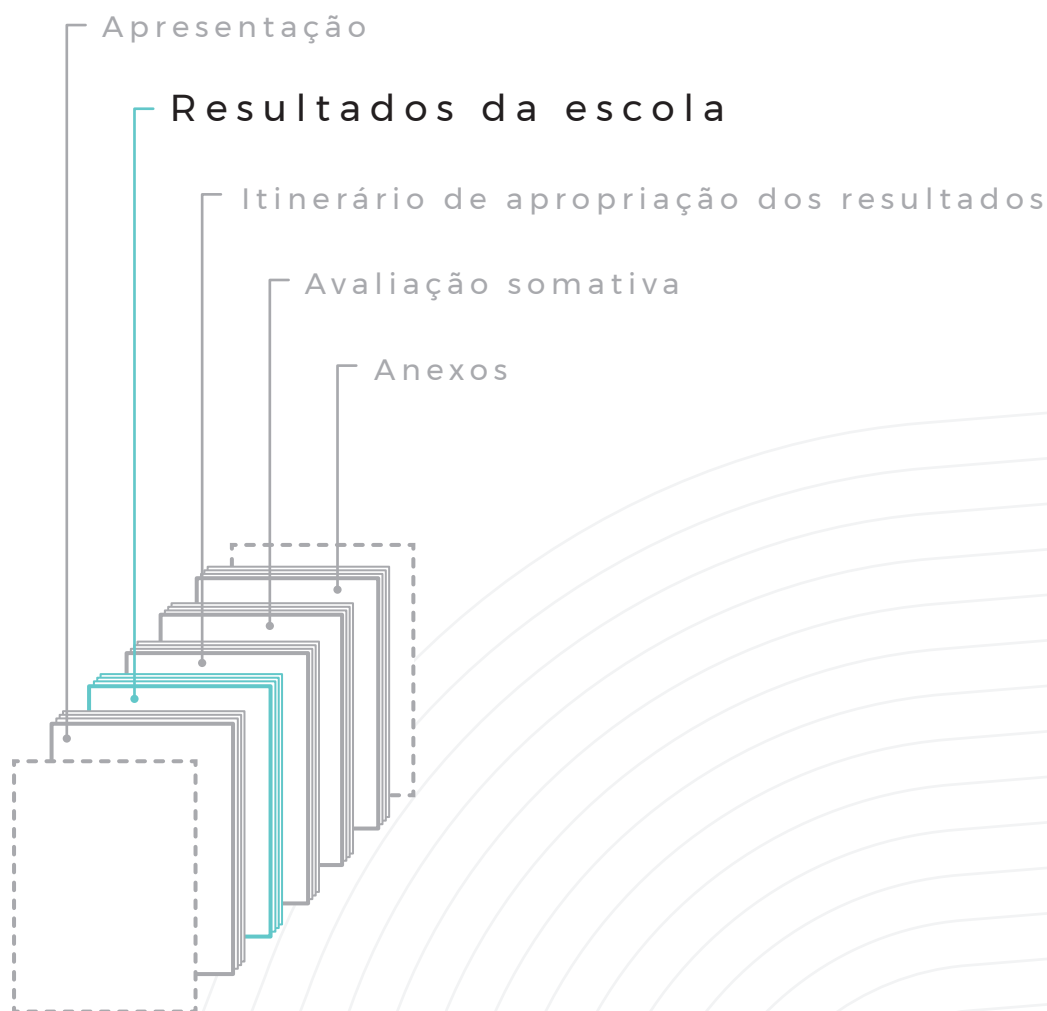 Apresentação
Resultados da escola
Itinerário de apropriação dos resultados
Avaliação somativa
Anexos